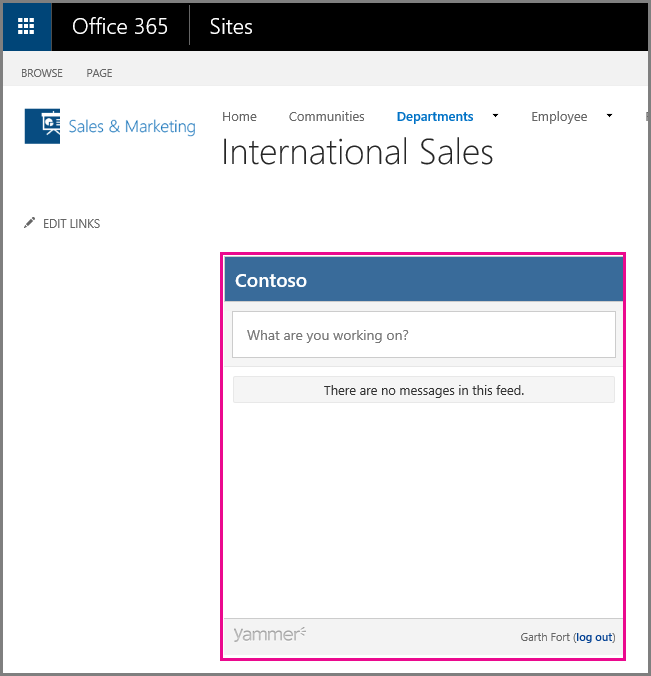 Office 365 Sites
BROWSE PAGE
Sales & Marketing
Home Communities Departments Employee
International Sales
EDIT LINKS
Contoso
What are you working on?
There are no messages in this feed.
yammer
Garth Fort (log out)